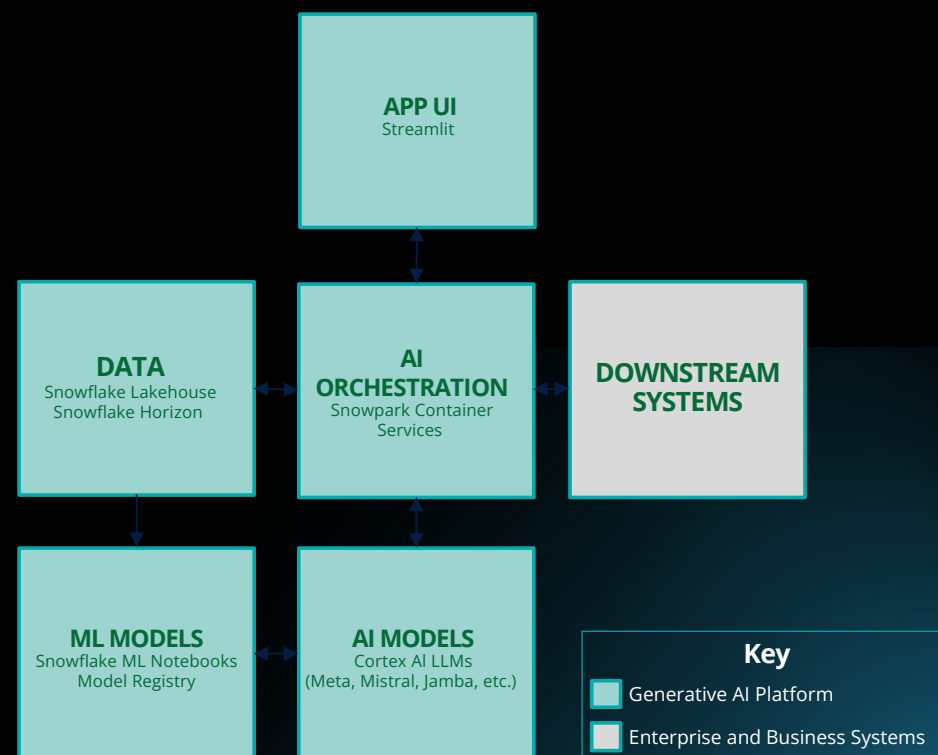 APP UI
Streamlit
DATA
Snowflake Lakehouse
Snowflake Horizon
AI
ORCHESTRATION
Snowpark Container
Services
DOWNSTREAM
SYSTEMS
ML MODELS
Snowflake ML Notebooks
Model Registry
AI MODELS
Cortex AI LLMs
(Meta, Mistral, Jamba, etc.)
Key
Generative AI Platform
Enterprise and Business Systems